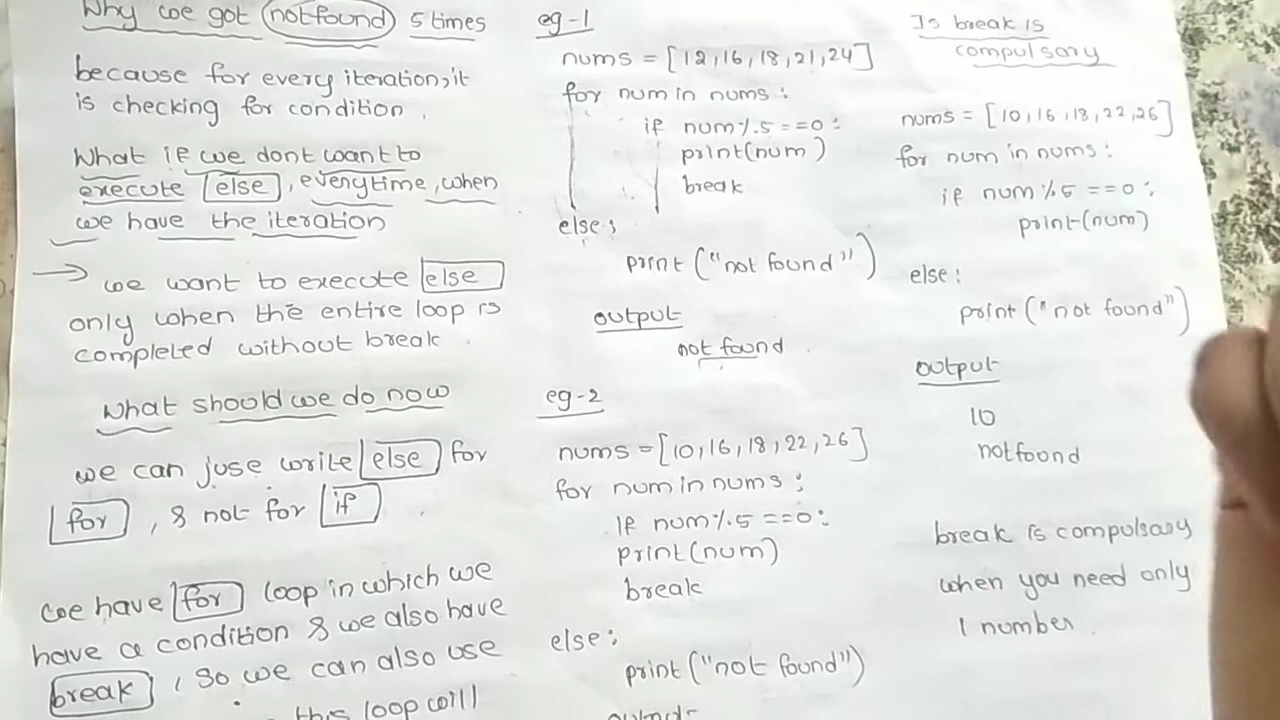 Why we got notfound 5 times
because for every iteration, it
is checking for condition.
What if we dont want to
execute else, everytime, when
we have the iteration
→ we want to execute else
only when the entire loop is
completed without break
what should we do now
we can juse write else for
for, & not for if
we have for loop in which we
have a condition & we also have
break, so we can also use
this loop will
eg-1
nums = [12,16,18,21,24]
for num in nums:
if num%5==0:
print(num)
break
else:
print("not found")
output
not found
eg-2
nums = [10,16,18,22,26]
for num in nums:
If num%5==0:
print(num)
break
else:
print("not found")
output
Is break is
compulsary
nums = [10,16,18,22,26]
for num in nums:
if num%5==0:
print(num)
else:
print("not found")
output
10
notfound
break is compulsary
when you need only
1 number.